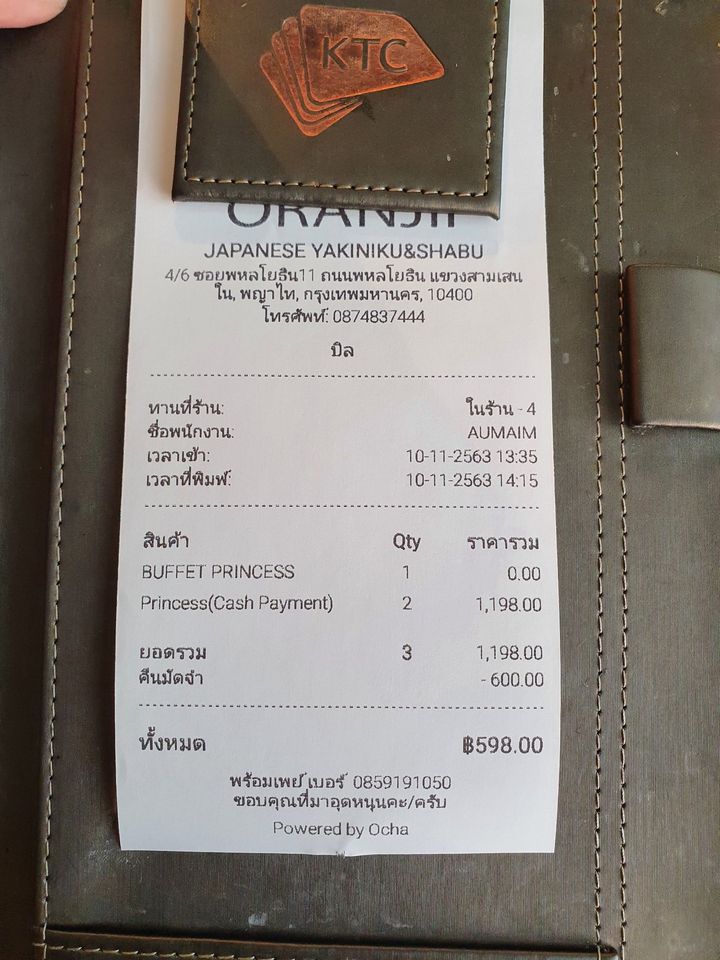 KTC
ORANJII
JAPANESE YAKINIKU&SHABU
4/6 ซอยพหลโยธิน11 ถนนพหลโยธิน แขวงสามเสน
ใน, พญาไท, กรุงเทพมหานคร, 10400
โทรศัพท์: 0874837444
บิล
ทานที่ร้าน: ในร้าน - 4
ชื่อพนักงาน: AUMAIM
เวลาเข้า: 10-11-2563 13:35
เวลาที่พิมพ์: 10-11-2563 14:15
สินค้า Qty ราคารวม
BUFFET PRINCESS 1 0.00
Princess(Cash Payment) 2 1,198.00
ยอดรวม 3 1,198.00
คืนมัดจำ - 600.00
ทั้งหมด ฿598.00
พร้อมเพย์ เบอร์ 0859191050
ขอบคุณที่มาอุดหนุนคะ/ครับ
Powered by Ocha